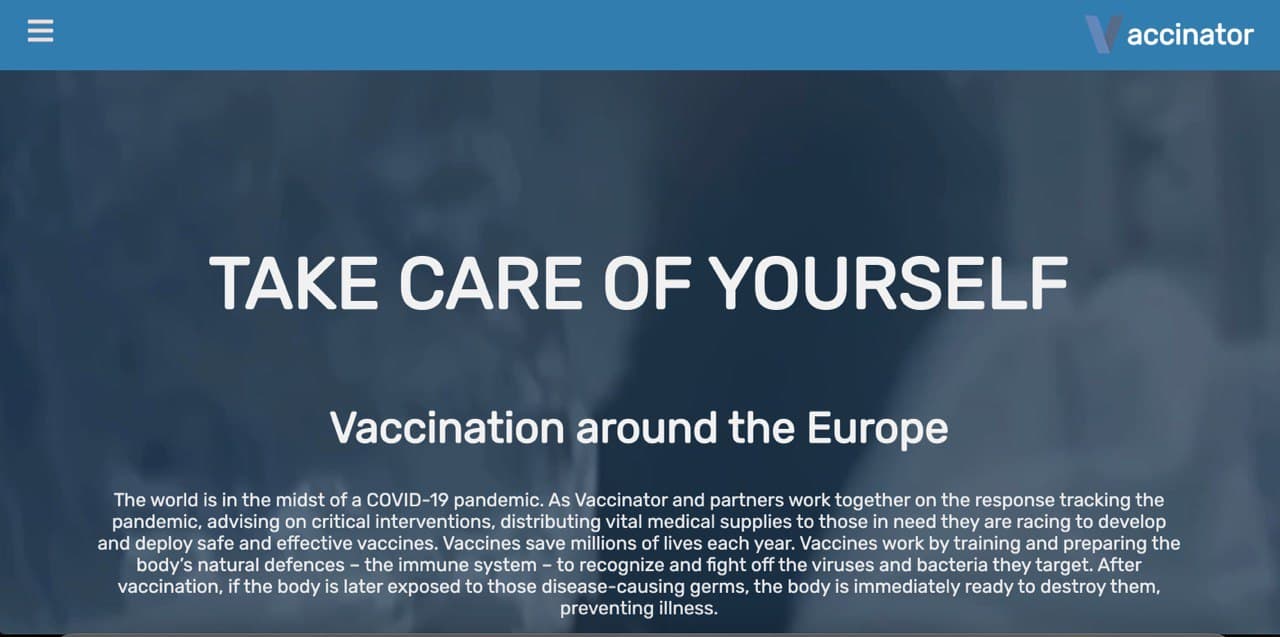 Vaccinator
TAKE CARE OF YOURSELF
Vaccination around the Europe
The world is in the midst of a COVID-19 pandemic. As Vaccinator and partners work together on the response tracking the
pandemic, advising on critical interventions, distributing vital medical supplies to those in need they are racing to develop
and deploy safe and effective vaccines. Vaccines save millions of lives each year. Vaccines work by training and preparing the
body's natural defences – the immune system – to recognize and fight off the viruses and bacteria they target. After
vaccination, if the body is later exposed to those disease-causing germs, the body is immediately ready to destroy them,
preventing illness.